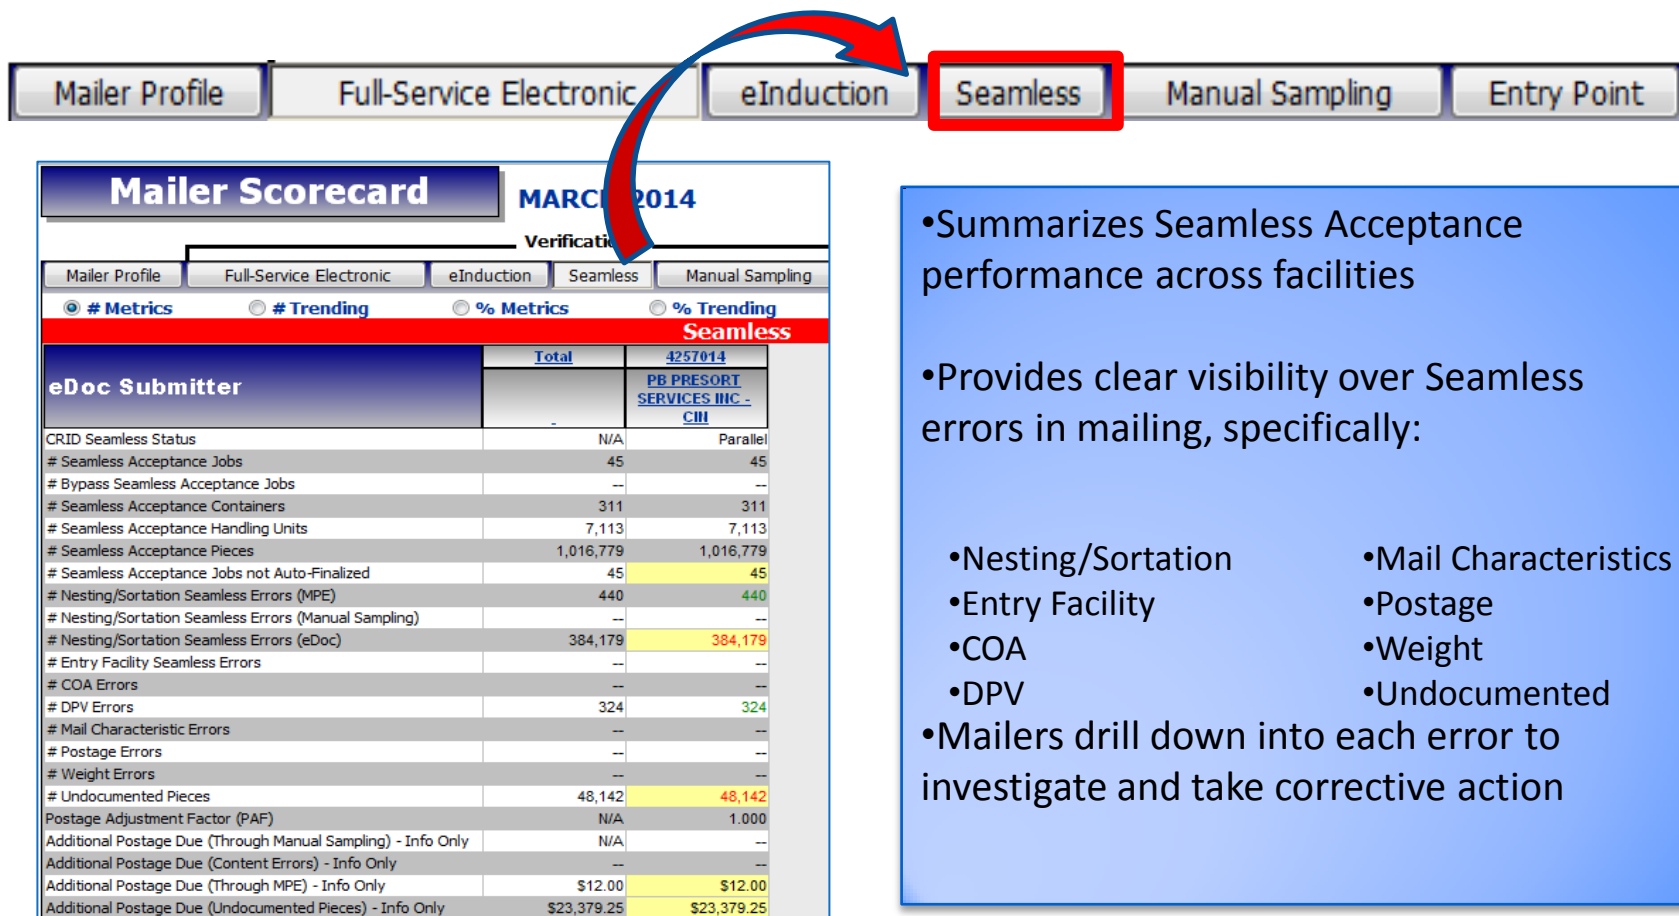 Mailer Profile Full-Service Electronic eInduction Seamless Manual Sampling Entry Point
Mailer Scorecard
MARCH 2014
Verificatio
Mailer Profile Full-Service Electronic eInduction Seamless Manual Sampling
# Metrics # Trending % Metrics % Trending
Seamless
eDoc Submitter
Total 4257014
- PB PRESORT
SERVICES INC -
CIN
CRID Seamless Status N/A Parallel
# Seamless Acceptance Jobs 45 45
# Bypass Seamless Acceptance Jobs -- --
# Seamless Acceptance Containers 311 311
# Seamless Acceptance Handling Units 7,113 7,113
# Seamless Acceptance Pieces 1,016,779 1,016,779
# Seamless Acceptance Jobs not Auto-Finalized 45 45
# Nesting/Sortation Seamless Errors (MPE) 440 440
# Nesting/Sortation Seamless Errors (Manual Sampling) -- --
# Nesting/Sortation Seamless Errors (eDoc) 384,179 384,179
# Entry Facility Seamless Errors -- --
# COA Errors -- --
# DPV Errors 324 324
# Mail Characteristic Errors -- --
# Postage Errors -- --
# Weight Errors -- --
# Undocumented Pieces 48,142 48,142
Postage Adjustment Factor (PAF) N/A 1.000
Additional Postage Due (Through Manual Sampling) - Info Only N/A --
Additional Postage Due (Content Errors) - Info Only -- --
Additional Postage Due (Through MPE) - Info Only $12.00 $12.00
Additional Postage Due (Undocumented Pieces) - Info Only $23,379.25 $23,379.25
•Summarizes Seamless Acceptance
performance across facilities
•Provides clear visibility over Seamless
errors in mailing, specifically:
•Nesting/Sortation
•Entry Facility
•COA
•DPV
•Mail Characteristics
•Postage
•Weight
•Undocumented
•Mailers drill down into each error to
investigate and take corrective action